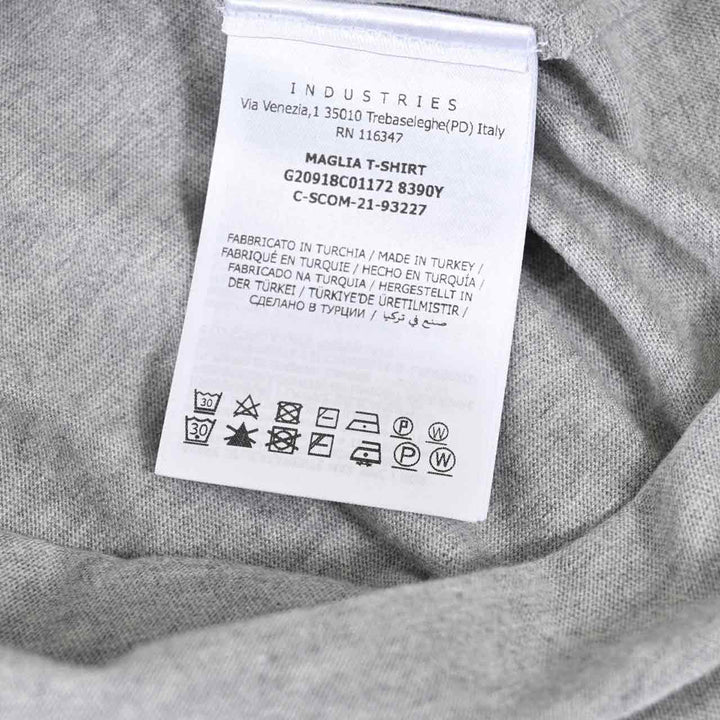 INDUSTRIES
Via Venezia,1 35010 Trebaseleghe(PD) Italy
RN 116347
MAGLIA T-SHIRT
G20918C01172 8390Y
C-SCOM-21-93227
FABBRICATO IN TURCHIA / MADE IN TURKEY /
FABRIQUÉ EN TURQUIE / HECHO EN TURQUÍA /
FABRICADO NA TURQUIA / HERGESTELLT IN
DER TÜRKEI / TÜRKIYE'DE ÜRETILMISTIR /
СДЕЛАНО В ТУРЦИИ / صنع في تركيا
30 P W
30 P W